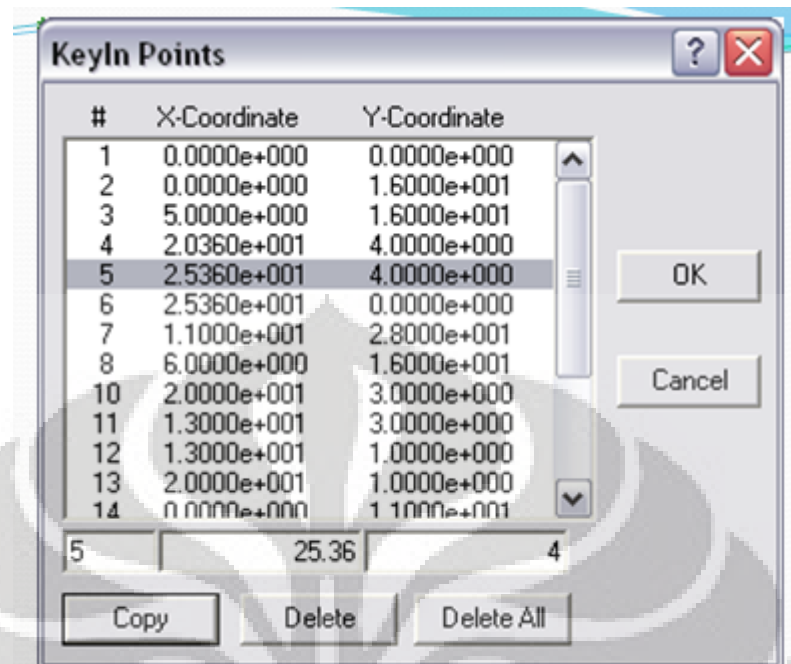 KeyIn Points
# X-Coordinate Y-Coordinate
1 0.0000e+000 0.0000e+000
2 0.0000e+000 1.6000e+001
3 5.0000e+000 1.6000e+001
4 2.0360e+001 4.0000e+000
5 2.5360e+001 4.0000e+000
6 2.5360e+001 0.0000e+000
7 1.1000e+001 2.8000e+001
8 6.0000e+000 1.6000e+001
10 2.0000e+001 3.0000e+000
11 1.3000e+001 3.0000e+000
12 1.3000e+001 1.0000e+000
13 2.0000e+001 1.0000e+000
14 0.0000e+000 1.1000e+001
5 25.36 4
OK
Cancel
Copy Delete Delete All